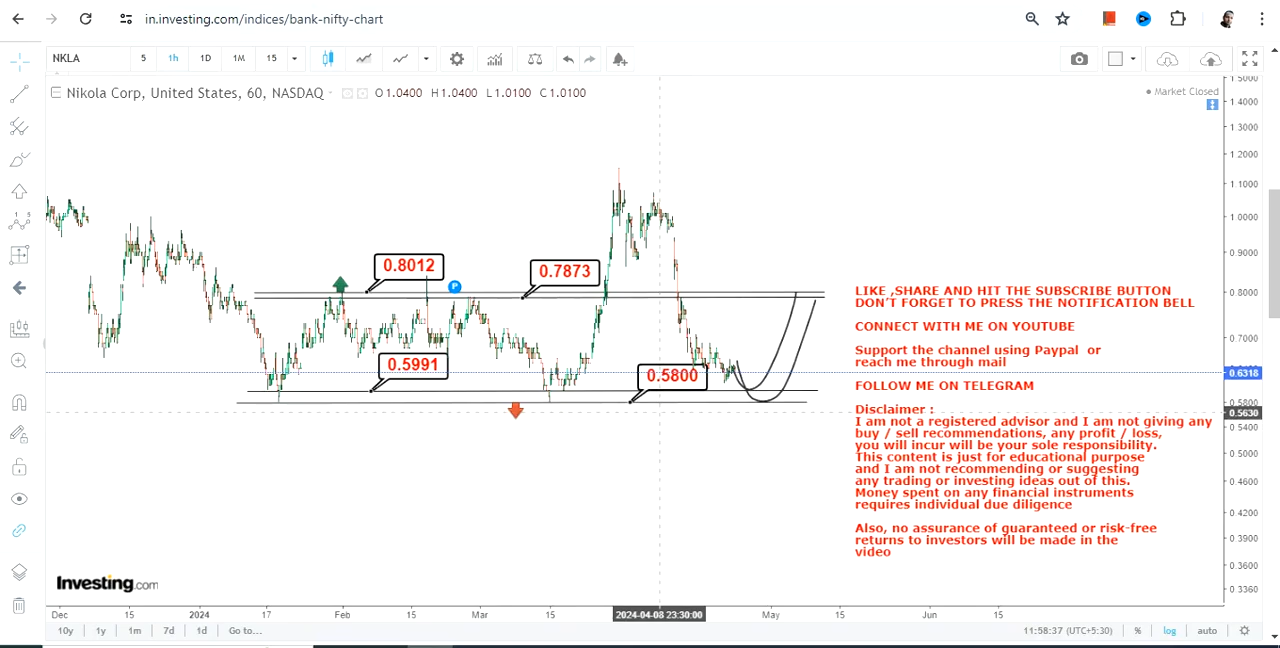 in.investing.com/indices/bank-nifty-chart
NKLA
5
1h
1D
1M
15
Nikola Corp, United States, 60, NASDAQ
O 1.0400 H 1.0400 L 1.0100 C 1.0100
Market Closed
1.5000
1.4000
1.3000
1.2000
1.1000
1.0000
0.9000
0.8000
0.7000
0.6318
0.5800
0.5630
0.5400
0.5000
0.4600
0.4200
0.3900
0.3600
0.3360
0.8012
0.7873
P
0.5991
0.5800
LIKE ,SHARE AND HIT THE SUBSCRIBE BUTTON
DON'T FORGET TO PRESS THE NOTIFICATION BELL
CONNECT WITH ME ON YOUTUBE
Support the channel using Paypal or
reach me through mail
FOLLOW ME ON TELEGRAM
Disclaimer :
I am not a registered advisor and I am not giving any
buy / sell recommendations, any profit / loss,
you will incur will be your sole responsibility.
This content is just for educational purpose
and I am not recommending or suggesting
any trading or investing ideas out of this.
Money spent on any financial instruments
requires individual due diligence
Also, no assurance of guaranteed or risk-free
returns to investors will be made in the
video
Investing.com
Dec 15 2024 17 Feb 15 Mar 15 2024-04-08 23:30:00 May 15 Jun 15
10y 1y 1m 7d 1d Go to...
11:58:37 (UTC+5:30) % log auto